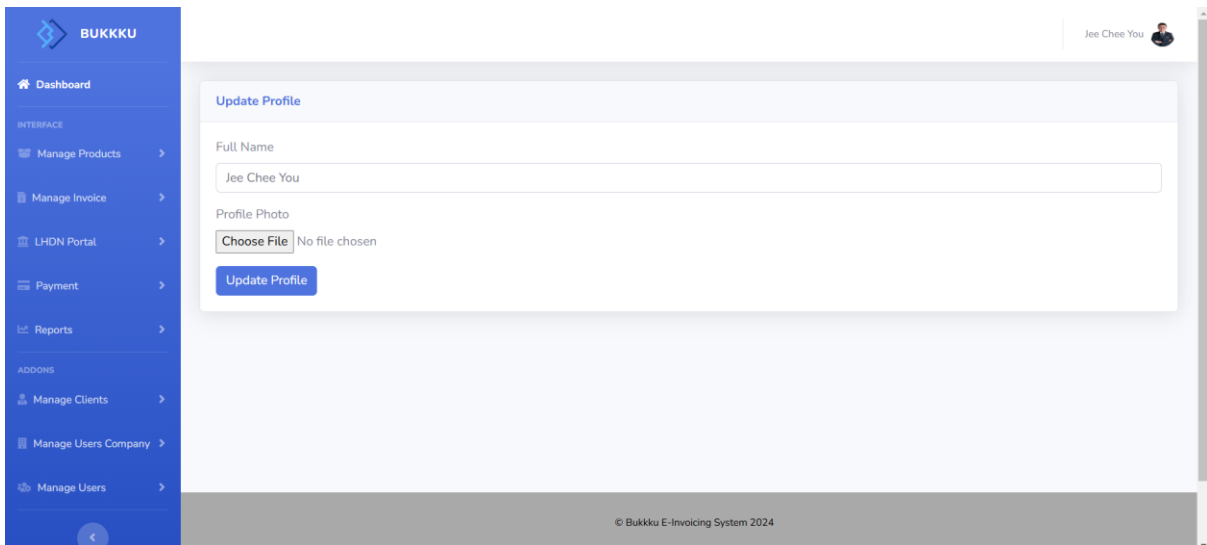 BUKKKU
Jee Chee You
Dashboard
INTERFACE
Manage Products
Manage Invoice
LHDN Portal
Payment
Reports
ADDONS
Manage Clients
Manage Users Company
Manage Users
Update Profile
Full Name
Jee Chee You
Profile Photo
Choose File No file chosen
Update Profile
© Bukkku E-Invoicing System 2024